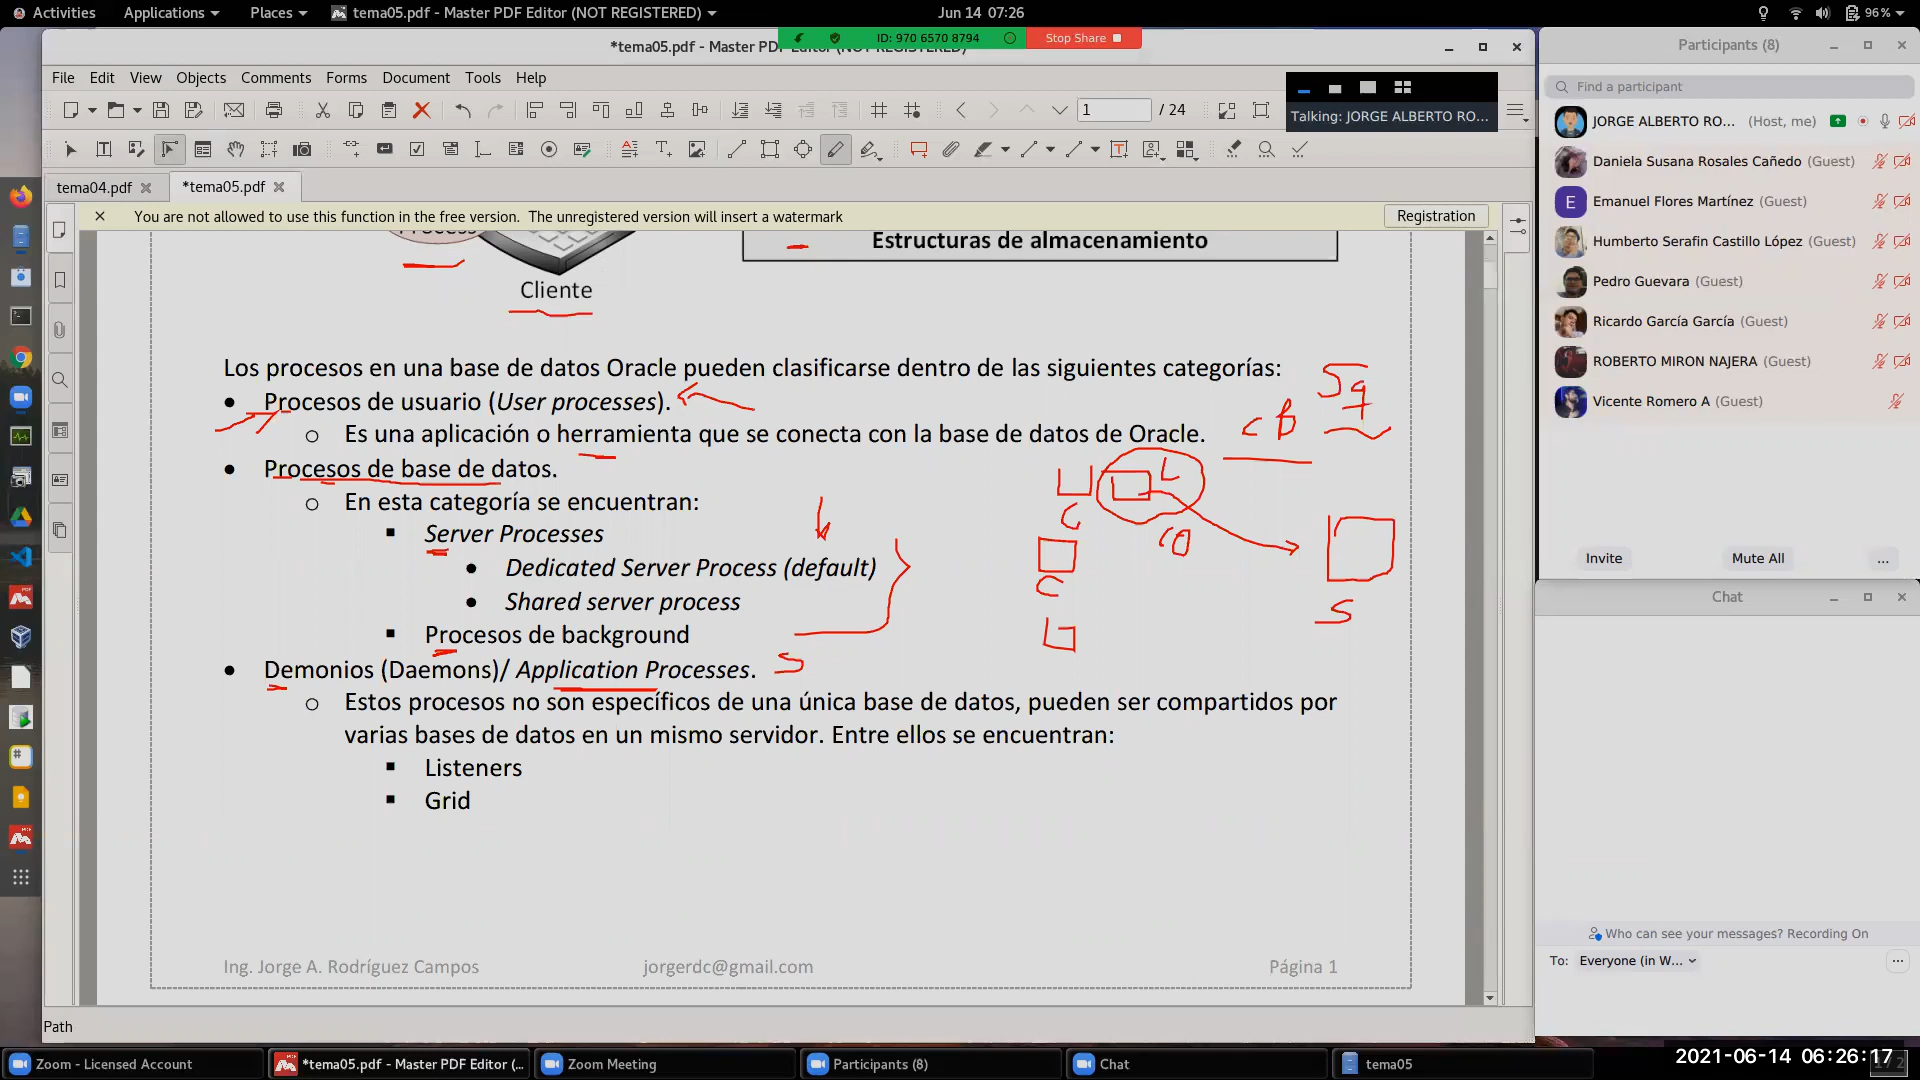 Activities
Applications
Places
tema05.pdf - Master PDF Editor (NOT REGISTERED)
Jun 14 07:26
96%
*tema05.pdf - Master PDF Editor (NOT REGISTERED)
ID: 970 6570 8794
Stop Share
File Edit View Objects Comments Forms Document Tools Help
1 / 24
Talking: JORGE ALBERTO RO...
tema04.pdf
*tema05.pdf
You are not allowed to use this function in the free version. The unregistered version will insert a watermark
Registration
Process
Estructuras de almacenamiento
Cliente
Los procesos en una base de datos Oracle pueden clasificarse dentro de las siguientes categorías:
• Procesos de usuario (User processes).
o Es una aplicación o herramienta que se conecta con la base de datos de Oracle.
• Procesos de base de datos.
o En esta categoría se encuentran:
▪ Server Processes
• Dedicated Server Process (default)
• Shared server process
▪ Procesos de background
• Demonios (Daemons)/ Application Processes.
o Estos procesos no son específicos de una única base de datos, pueden ser compartidos por
varias bases de datos en un mismo servidor. Entre ellos se encuentran:
▪ Listeners
▪ Grid
L
C
C
S
S
Ing. Jorge A. Rodríguez Campos
jorgerdc@gmail.com
Página 1
Path
Participants (8)
Find a participant
JORGE ALBERTO RO... (Host, me)
Daniela Susana Rosales Cañedo (Guest)
E
Emanuel Flores Martínez (Guest)
Humberto Serafin Castillo López (Guest)
Pedro Guevara (Guest)
Ricardo García García (Guest)
ROBERTO MIRON NAJERA (Guest)
Vicente Romero A (Guest)
Invite
Mute All
...
Chat
Who can see your messages? Recording On
To: Everyone (in W...
Zoom - Licensed Account
*tema05.pdf - Master PDF Editor (...
Zoom Meeting
Participants (8)
Chat
tema05
2021-06-14 06:26:17